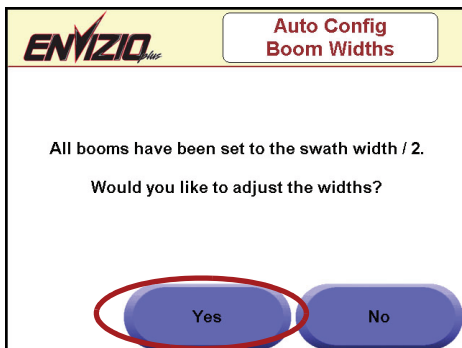 ENVIZIO plus
Auto Config
Boom Widths
All booms have been set to the swath width / 2.
Would you like to adjust the widths?
Yes
No